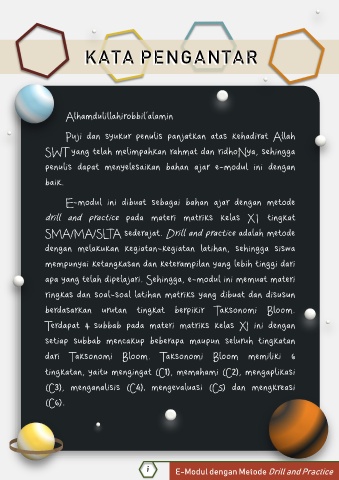 KATA PENGANTAR
Alhamdulillahirobbil'alamin
Puji dan syukur penulis panjatkan atas kehadirat Allah
SWT yang telah melimpahkan rahmat dan ridhoNya, sehingga
penulis dapat menyelesaikan bahan ajar e-modul ini dengan
baik.
E-modul ini dibuat sebagai bahan ajar dengan metode
drill and practice pada materi matriks kelas XI tingkat
SMA/MA/SLTA sederajat. Drill and practice adalah metode
dengan melakukan kegiatan-kegiatan latihan, sehingga siswa
mempunyai ketangkasan dan keterampilan yang lebih tinggi dari
apa yang telah dipelajari. Sehingga, e-modul ini memuat materi
ringkas dan soal-soal latihan matriks yang dibuat dan disusun
berdasarkan urutan tingkat berpikir Taksonomi Bloom.
Terdapat 4 subbab pada materi matriks kelas XI ini dengan
setiap subbab mencakup beberapa maupun seluruh tingkatan
dari Taksonomi Bloom. Taksonomi Bloom memiliki 6
tingkatan, yaitu mengingat (C1), memahami (C2), mengaplikasi
(C3), menganalisis (C4), mengevaluasi (C5) dan mengkreasi
(C6).
i
E-Modul dengan Metode Drill and Practice